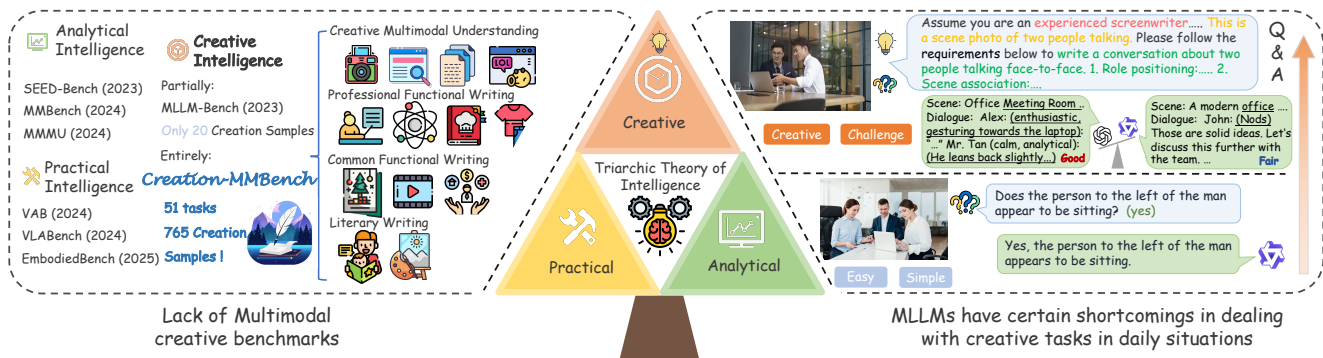 Analytical
Intelligence
SEED-Bench (2023)
MMBench (2024)
MMMU (2024)
Practical
Intelligence
VAB (2024)
VLABench (2024)
EmbodiedBench (2025)
Creative
Intelligence
Partially:
MLLM-Bench (2023)
Only 20 Creation Samples
Entirely:
Creation-MMBench
51 tasks
765 Creation
Samples !
Creative Multimodal Understanding
LOL
Professional Functional Writing
Common Functional Writing
Literary Writing
Lack of Multimodal
creative benchmarks
Creative
Triarchic Theory of
Intelligence
Practical
Analytical
Creative
Challenge
Assume you are an experienced screenwriter..... This is
a scene photo of two people talking. Please follow the
requirements below to write a conversation about two
people talking face-to-face. 1. Role positioning:..... 2.
Scene association:....
Scene: Office Meeting Room ..
Dialogue: Alex: (enthusiastic,
gesturing towards the laptop):
"..." Mr. Tan (calm, analytical):
(He leans back slightly...) Good
Scene: A modern office ....
Dialogue: John: (Nods)
Those are solid ideas. Let's
discuss this further with
the team. ...
Fair
Q
&
A
Easy
Simple
Does the person to the left of the man
appear to be sitting? (yes)
Yes, the person to the left of the man
appears to be sitting.
MLLMs have certain shortcomings in dealing
with creative tasks in daily situations